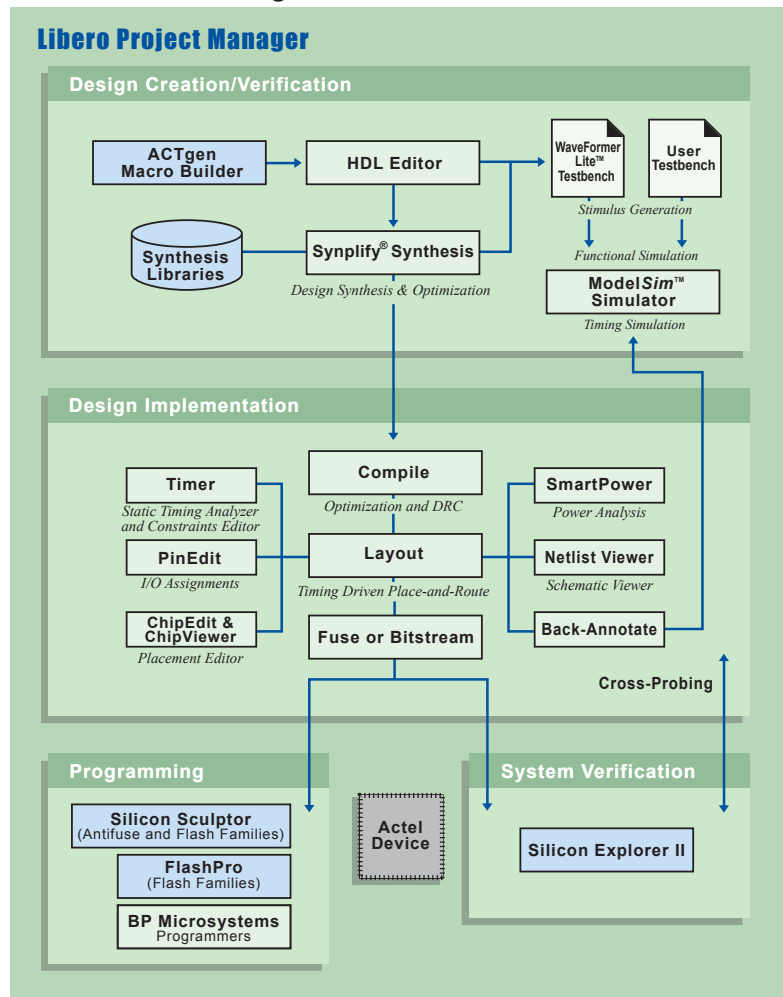 Libero Project Manager
Design Creation/Verification
ACTgen
Macro Builder
HDL Editor
WaveFormer
Lite™
Testbench
User
Testbench
Stimulus Generation
Synthesis
Libraries
Synplify® Synthesis
Design Synthesis & Optimization
Functional Simulation
ModelSim™
Simulator
Timing Simulation
Design Implementation
Timer
Static Timing Analyzer
and Constraints Editor
Compile
Optimization and DRC
SmartPower
Power Analysis
PinEdit
I/O Assignments
Layout
Timing Driven Place-and-Route
Netlist Viewer
Schematic Viewer
ChipEdit &
ChipViewer
Placement Editor
Fuse or Bitstream
Back-Annotate
Cross-Probing
Programming
Silicon Sculptor
(Antifuse and Flash Families)
FlashPro
(Flash Families)
BP Microsystems
Programmers
Actel
Device
System Verification
Silicon Explorer II